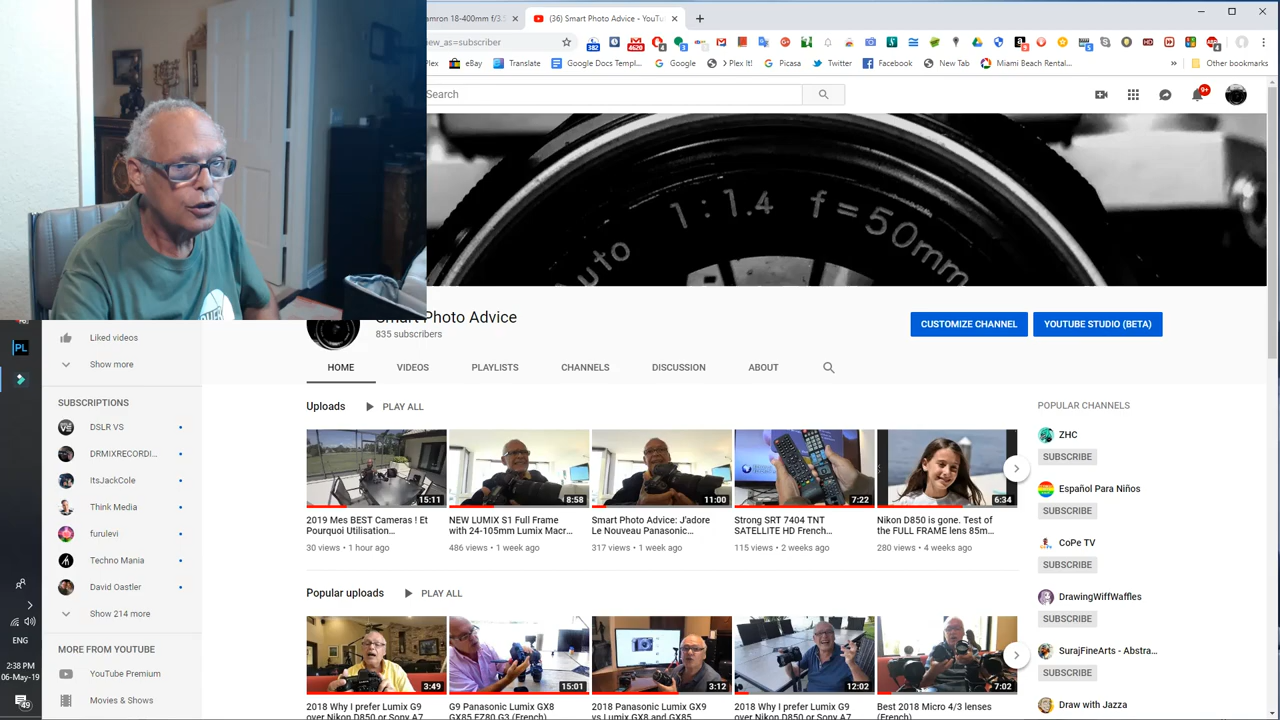 amron 18-400mm f/3.5
(36) Smart Photo Advice - YouTu
ew_as=subscriber
382
4620
4
3
5
9
4
Plex
eBay
Translate
Google Docs Templ...
Google
> Plex It!
Picasa
Twitter
Facebook
New Tab
Miami Beach Rental...
»
Other bookmarks
Search
9+
1:1.4 f=50mm
Auto
Smart Photo Advice
835 subscribers
CUSTOMIZE CHANNEL
YOUTUBE STUDIO (BETA)
HOME
VIDEOS
PLAYLISTS
CHANNELS
DISCUSSION
ABOUT
PL
Liked videos
Show more
SUBSCRIPTIONS
DSLR VS
DRMIXRECORDI...
ItsJackCole
Think Media
furulevi
Techno Mania
David Oastler
Show 214 more
MORE FROM YOUTUBE
YouTube Premium
Movies & Shows
ENG
2:38 PM
06-May-19
49
Uploads
PLAY ALL
15:11
2019 Mes BEST Cameras ! Et
Pourquoi Utilisation...
30 views • 1 hour ago
8:58
NEW LUMIX S1 Full Frame
with 24-105mm Lumix Macr...
486 views • 1 week ago
11:00
Smart Photo Advice: J'adore
Le Nouveau Panasonic...
317 views • 1 week ago
7:22
Strong SRT 7404 TNT
SATELLITE HD French...
115 views • 2 weeks ago
6:34
Nikon D850 is gone. Test of
the FULL FRAME lens 85m...
280 views • 4 weeks ago
Popular uploads
PLAY ALL
3:49
2018 Why I prefer Lumix G9
over Nikon D850 or Sony A7
15:01
G9 Panasonic Lumix GX8
GX85 FZ80 G3 (French)
3:12
2018 Panasonic Lumix GX9
vs Lumix GX8 and GX85
12:02
2018 Why I prefer Lumix G9
over Nikon D850 or Sony A7
7:02
Best 2018 Micro 4/3 lenses
(French)
POPULAR CHANNELS
ZHC
SUBSCRIBE
Español Para Niños
SUBSCRIBE
CoPe TV
SUBSCRIBE
DrawingWiffWaffles
SUBSCRIBE
SurajFineArts - Abstra...
SUBSCRIBE
Draw with Jazza